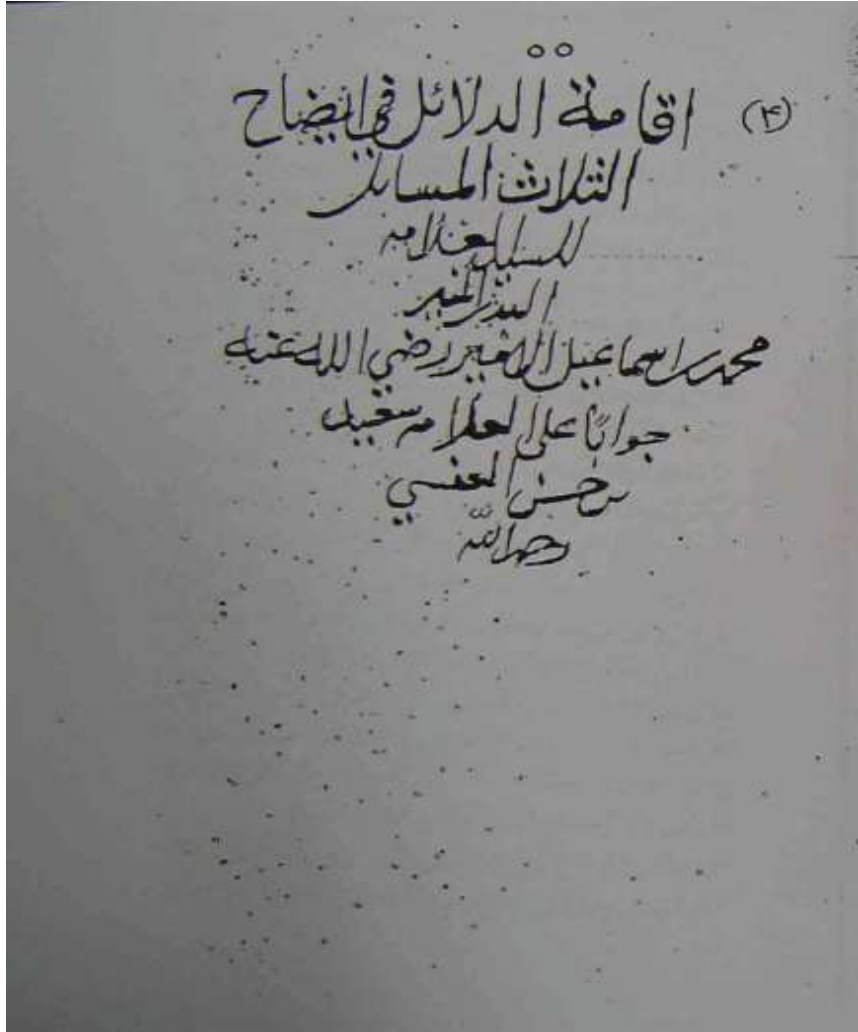 (٤) اقامة الدلائل في ايضاح
الثلاث المسائل
للسيد العلامه
البدر المنير
محمد بن اسماعيل الامير رضي الله عنه
جوابًا على العلامه سعيد
بن حسن العنسي
رحمه الله